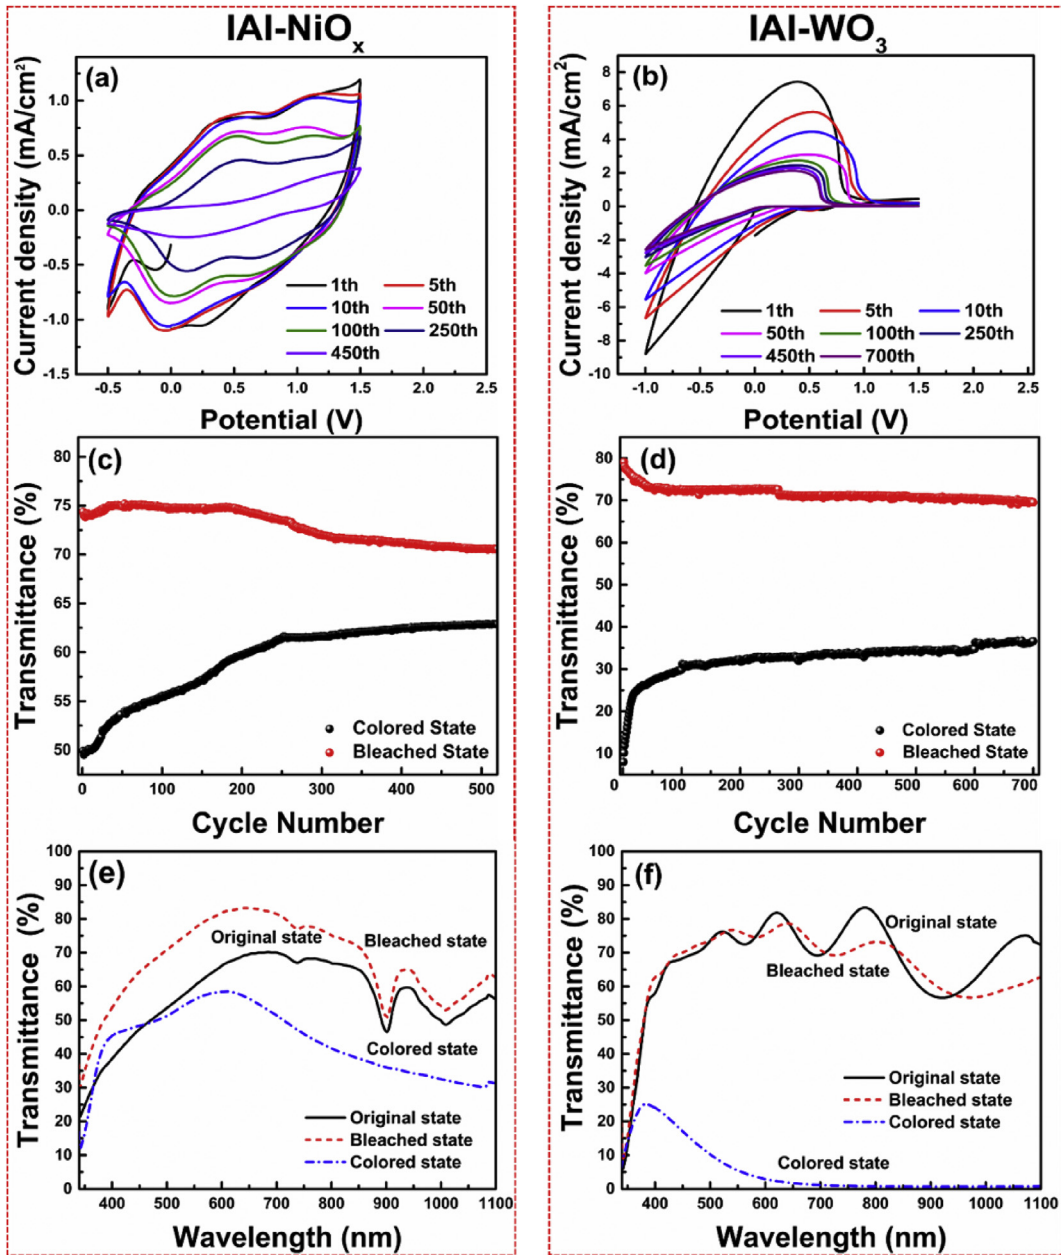 IAI-NiOx
IAI-WO3
(a)
Current density (mA/cm2)
1.0
0.5
0.0
-0.5
-1.0
-1.5
1th 5th
10th 50th
100th 250th
450th
-0.5 0.0 0.5 1.0 1.5 2.0 2.5
Potential (V)
(b)
Current density (mA/cm2)
8
6
4
2
0
-2
-4
-6
-8
-10
1th 5th 10th
50th 100th 250th
450th 700th
-1.0 -0.5 0.0 0.5 1.0 1.5 2.0 2.5
Potential (V)
(c)
Transmittance (%)
80
75
70
65
60
55
50
Colored State
Bleached State
0 100 200 300 400 500
Cycle Number
(d)
Transmittance (%)
80
70
60
50
40
30
20
10
Colored State
Bleached State
0 100 200 300 400 500 600 700
Cycle Number
(e)
Transmittance (%)
100
90
80
70
60
50
40
30
20
10
0
Original state
Bleached state
Colored state
Original state
Bleached state
Colored state
400 500 600 700 800 900 1000 1100
Wavelength (nm)
(f)
Transmittance (%)
100
90
80
70
60
50
40
30
20
10
0
Original state
Bleached state
Original state
Bleached state
Colored state
Colored state
400 500 600 700 800 900 1000 1100
Wavelength (nm)